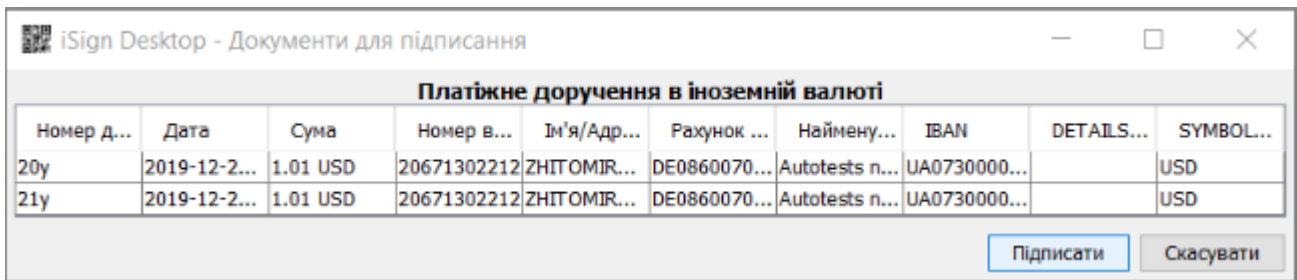 iSign Desktop - Документи для підписання
Платіжне доручення в іноземній валюті
Номер д... Дата Сума Номер в... Ім'я/Адр... Рахунок ... Наймену... IBAN DETAILS... SYMBOL...
20y 2019-12-2... 1.01 USD 20671302212 ZHITOMIR... DE0860070... Autotests n... UA0730000... USD
21y 2019-12-2... 1.01 USD 20671302212 ZHITOMIR... DE0860070... Autotests n... UA0730000... USD
Підписати Скасувати